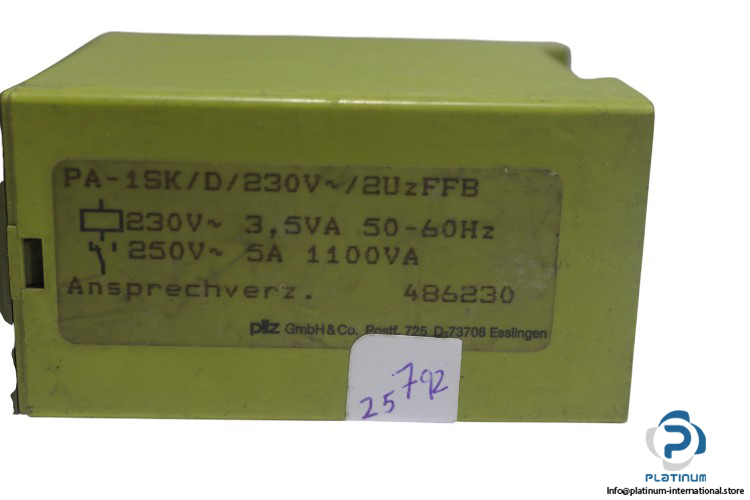 PA-1SK/D/230V~/2UzFFB
230V~ 3,5VA 50-60Hz
250V~ 5A 1100VA
Ansprechverz. 486230
pilz GmbH & Co. Postf. 725 D-73708 Esslingen
25792
PLATINUM
Info@platinum-international.store